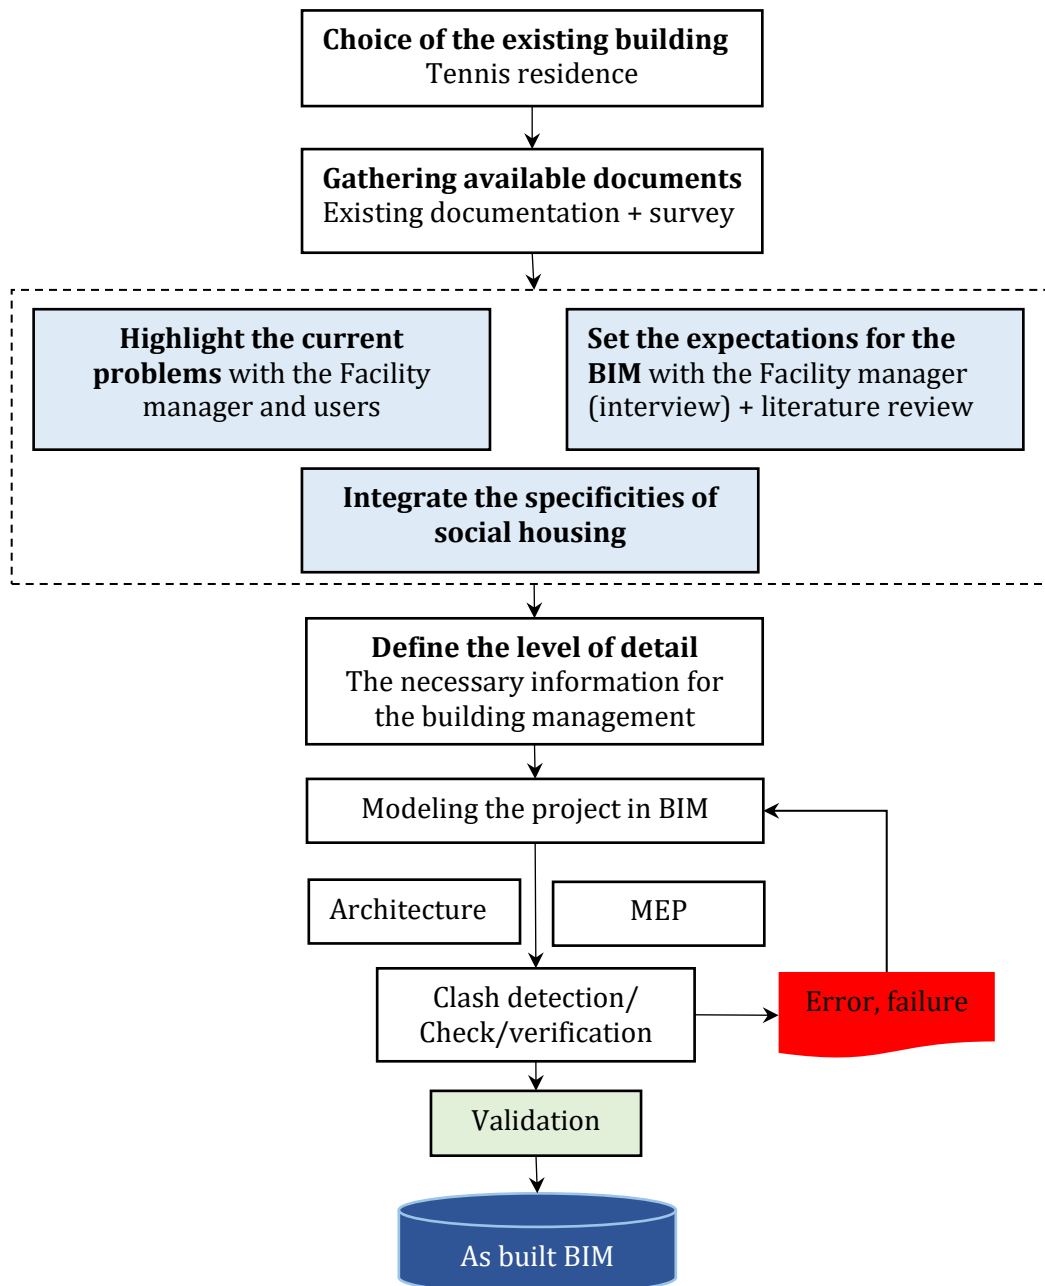 Choice of the existing building
Tennis residence
Gathering available documents
Existing documentation + survey
Highlight the current
problems with the Facility
manager and users
Set the expectations for the
BIM with the Facility manager
(interview) + literature review
Integrate the specificities of
social housing
Define the level of detail
The necessary information for
the building management
Modeling the project in BIM
Architecture
MEP
Clash detection/
Check/verification
Error, failure
Validation
As built BIM